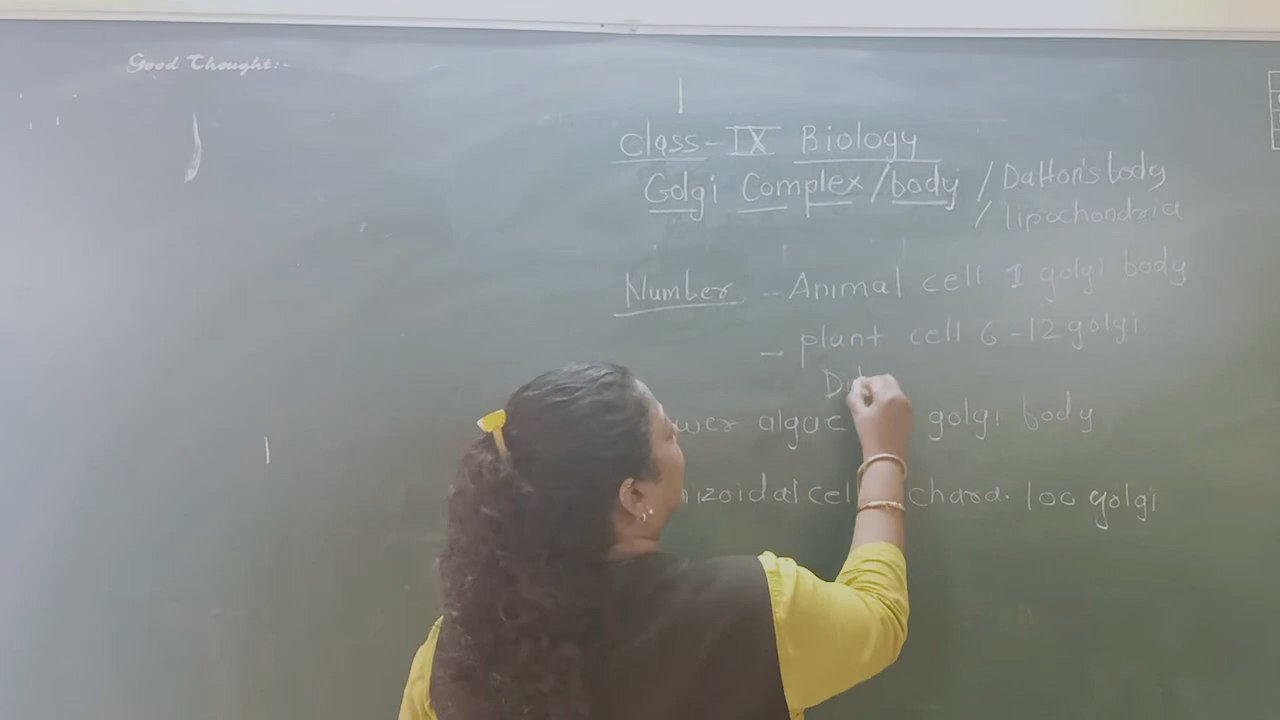 Good Thought:-
Class-IX Biology
Golgi Complex/body / Dalton's body
/ lipochondria
Number - Animal cell 1 golgi body
- plant cell 6-12 golgi
algae golgi body
chara. 100 golgi